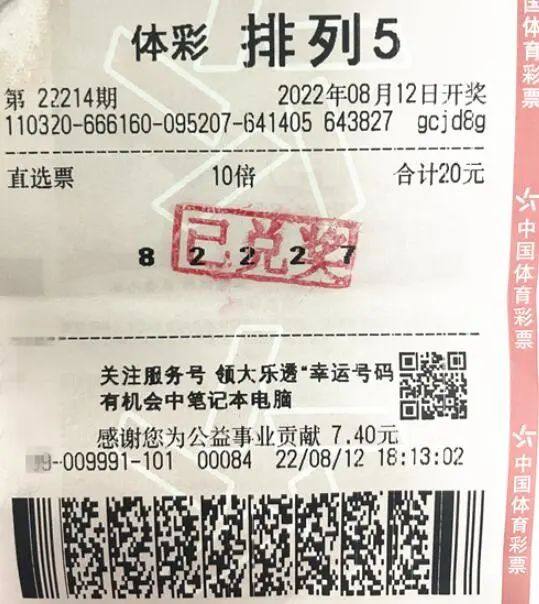 体彩 排列5
第 22214期 2022年08月12日开奖
110320-666160-095207-641405 643827 gcjd8g
直选票 10倍 合计20元
8 2 2 2 7
已兑奖
关注服务号 领大乐透“幸运号码
有机会中笔记本电脑
感谢您为公益事业贡献 7.40元
9-009991-101 00084 22/08/12 18:13:02
中国体育彩票
中国体育彩票
中国体育彩票